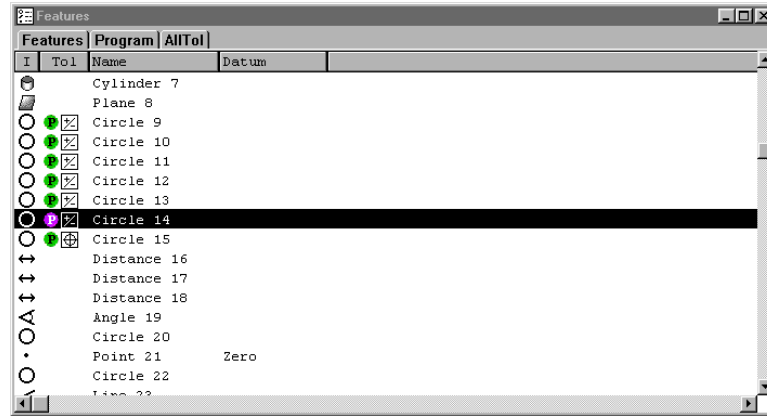 Features
Features Program AllTol
I Tol Name Datum
Cylinder 7
Plane 8
P +/- Circle 9
P +/- Circle 10
P +/- Circle 11
P +/- Circle 12
P +/- Circle 13
P +/- Circle 14
P Circle 15
Distance 16
Distance 17
Distance 18
Angle 19
Circle 20
Point 21 Zero
Circle 22
Line 23